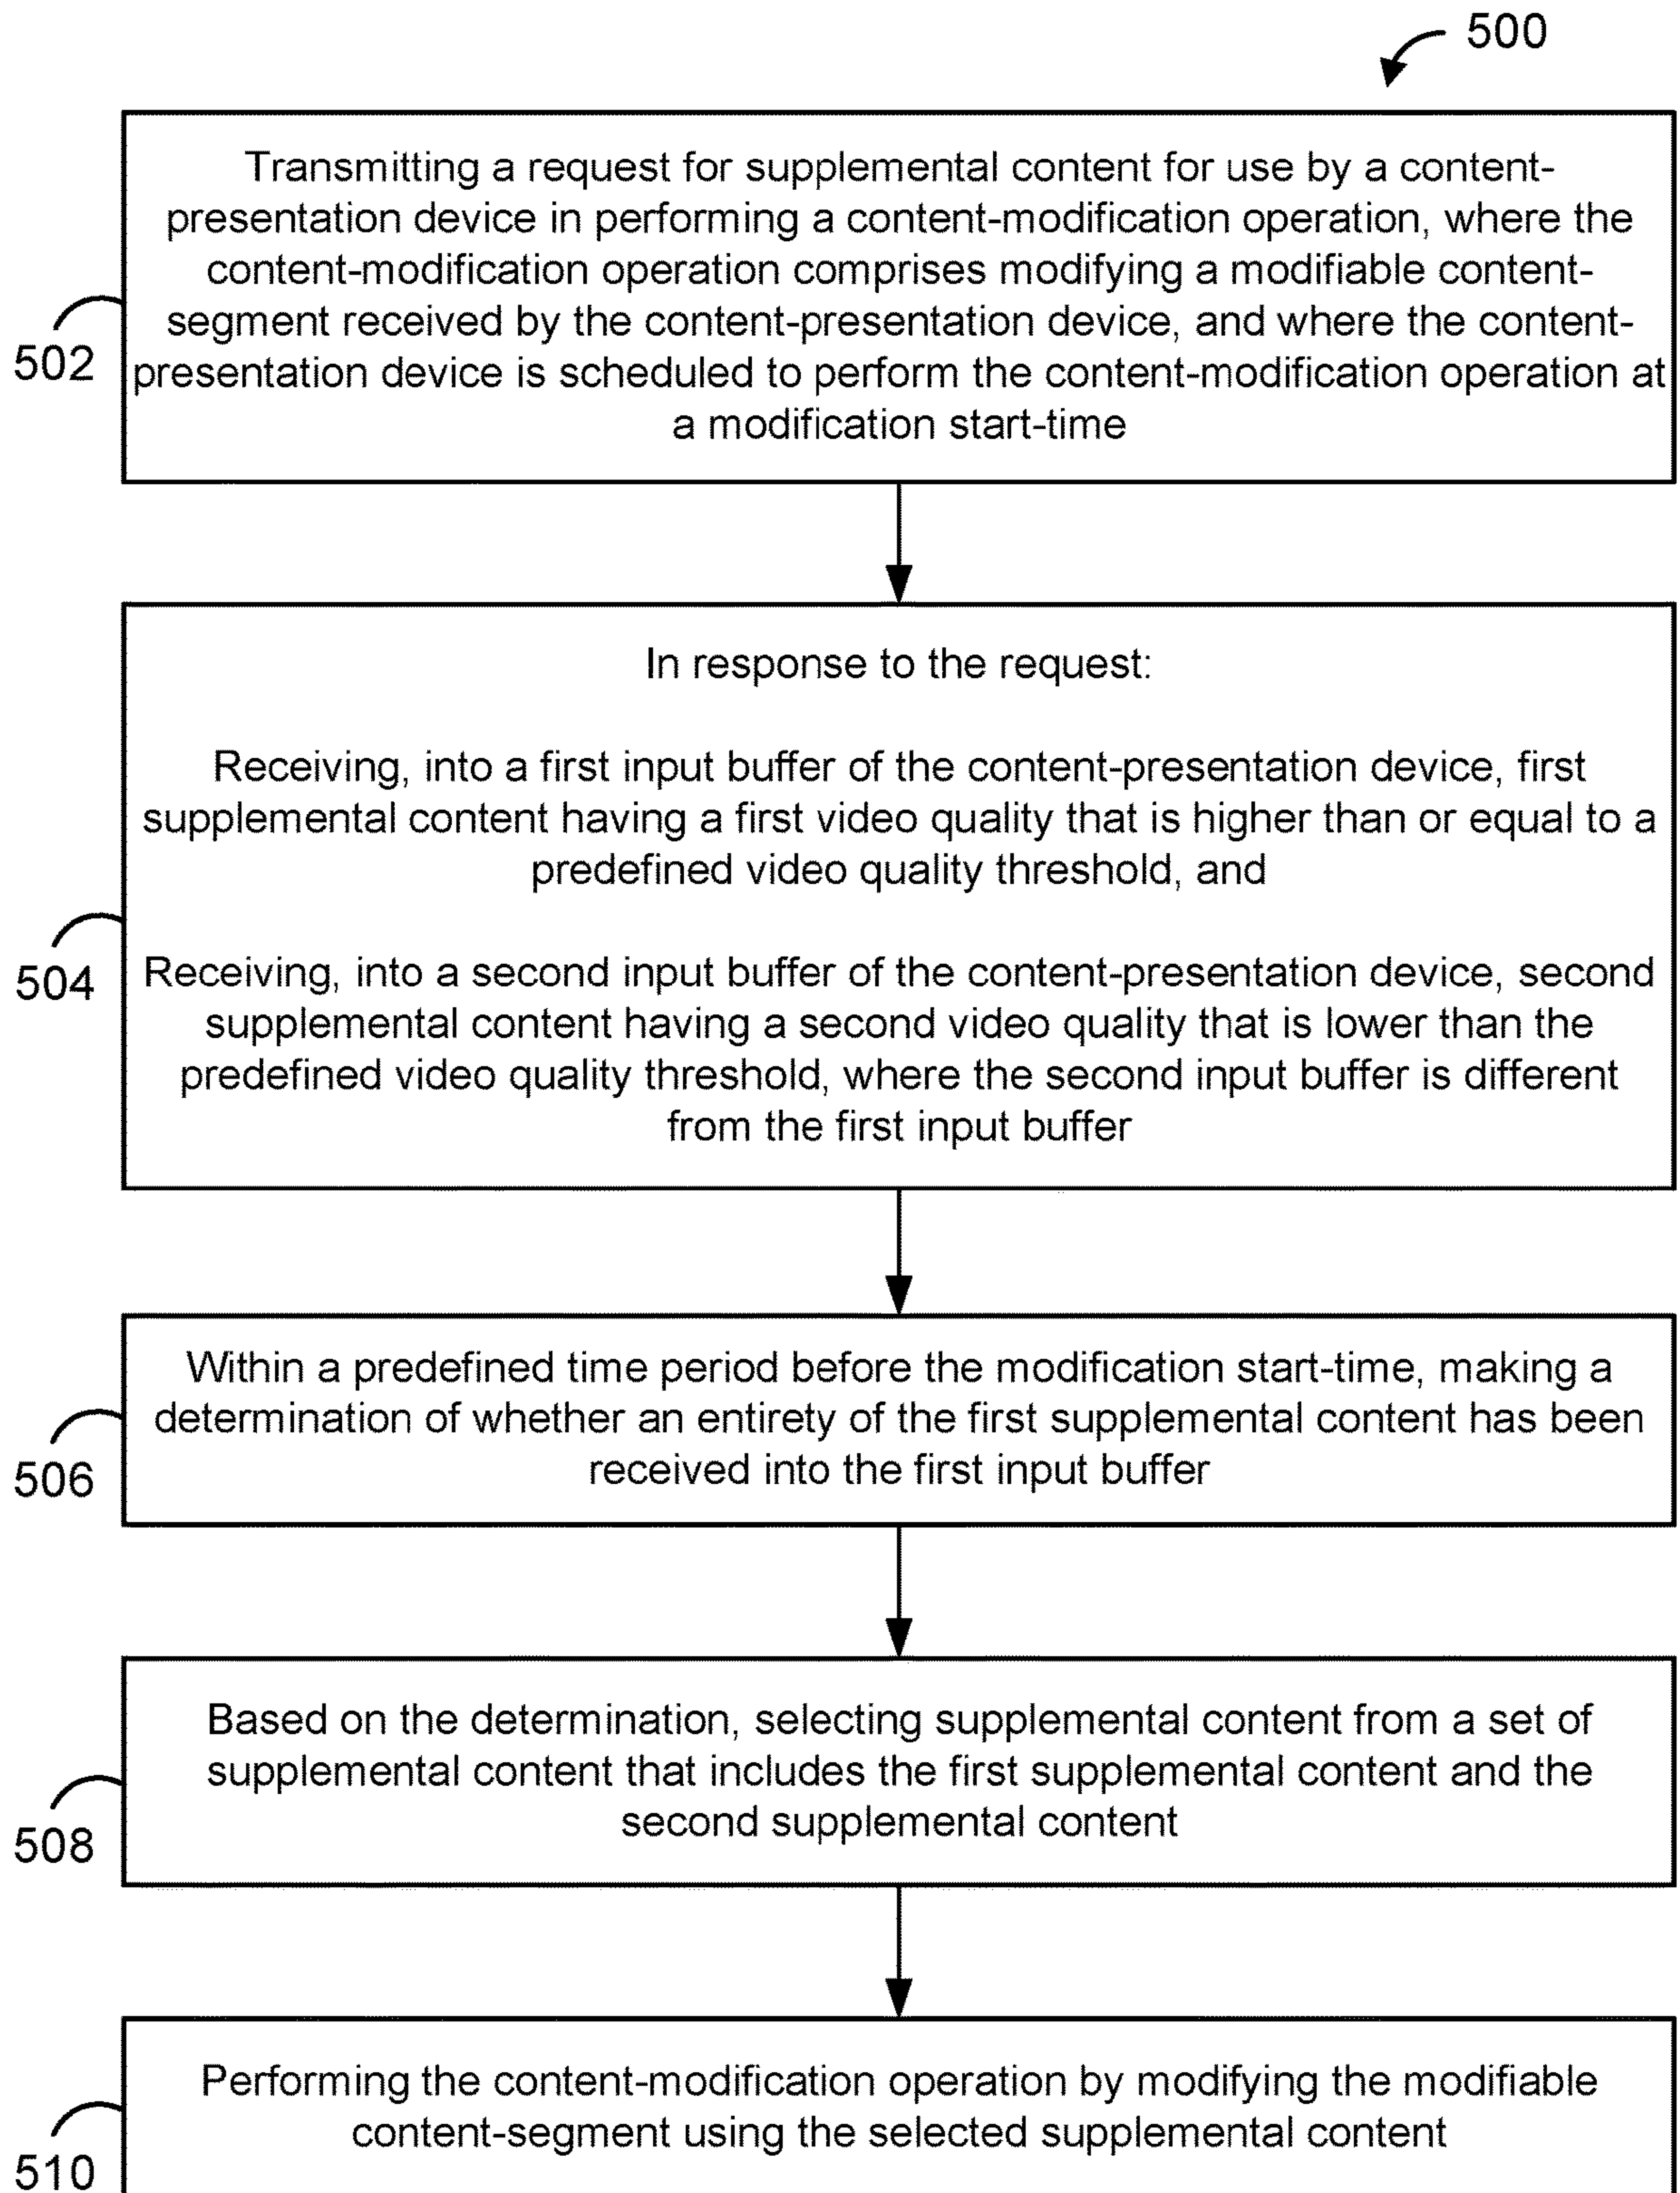 500
Transmitting a request for supplemental content for use by a content-
presentation device in performing a content-modification operation, where the
content-modification operation comprises modifying a modifiable content-
segment received by the content-presentation device, and where the content-
presentation device is scheduled to perform the content-modification operation at
a modification start-time
502
In response to the request:
Receiving, into a first input buffer of the content-presentation device, first
supplemental content having a first video quality that is higher than or equal to a
predefined video quality threshold, and
Receiving, into a second input buffer of the content-presentation device, second
supplemental content having a second video quality that is lower than the
predefined video quality threshold, where the second input buffer is different
from the first input buffer
504
Within a predefined time period before the modification start-time, making a
determination of whether an entirety of the first supplemental content has been
received into the first input buffer
506
Based on the determination, selecting supplemental content from a set of
supplemental content that includes the first supplemental content and the
second supplemental content
508
Performing the content-modification operation by modifying the modifiable
content-segment using the selected supplemental content
510